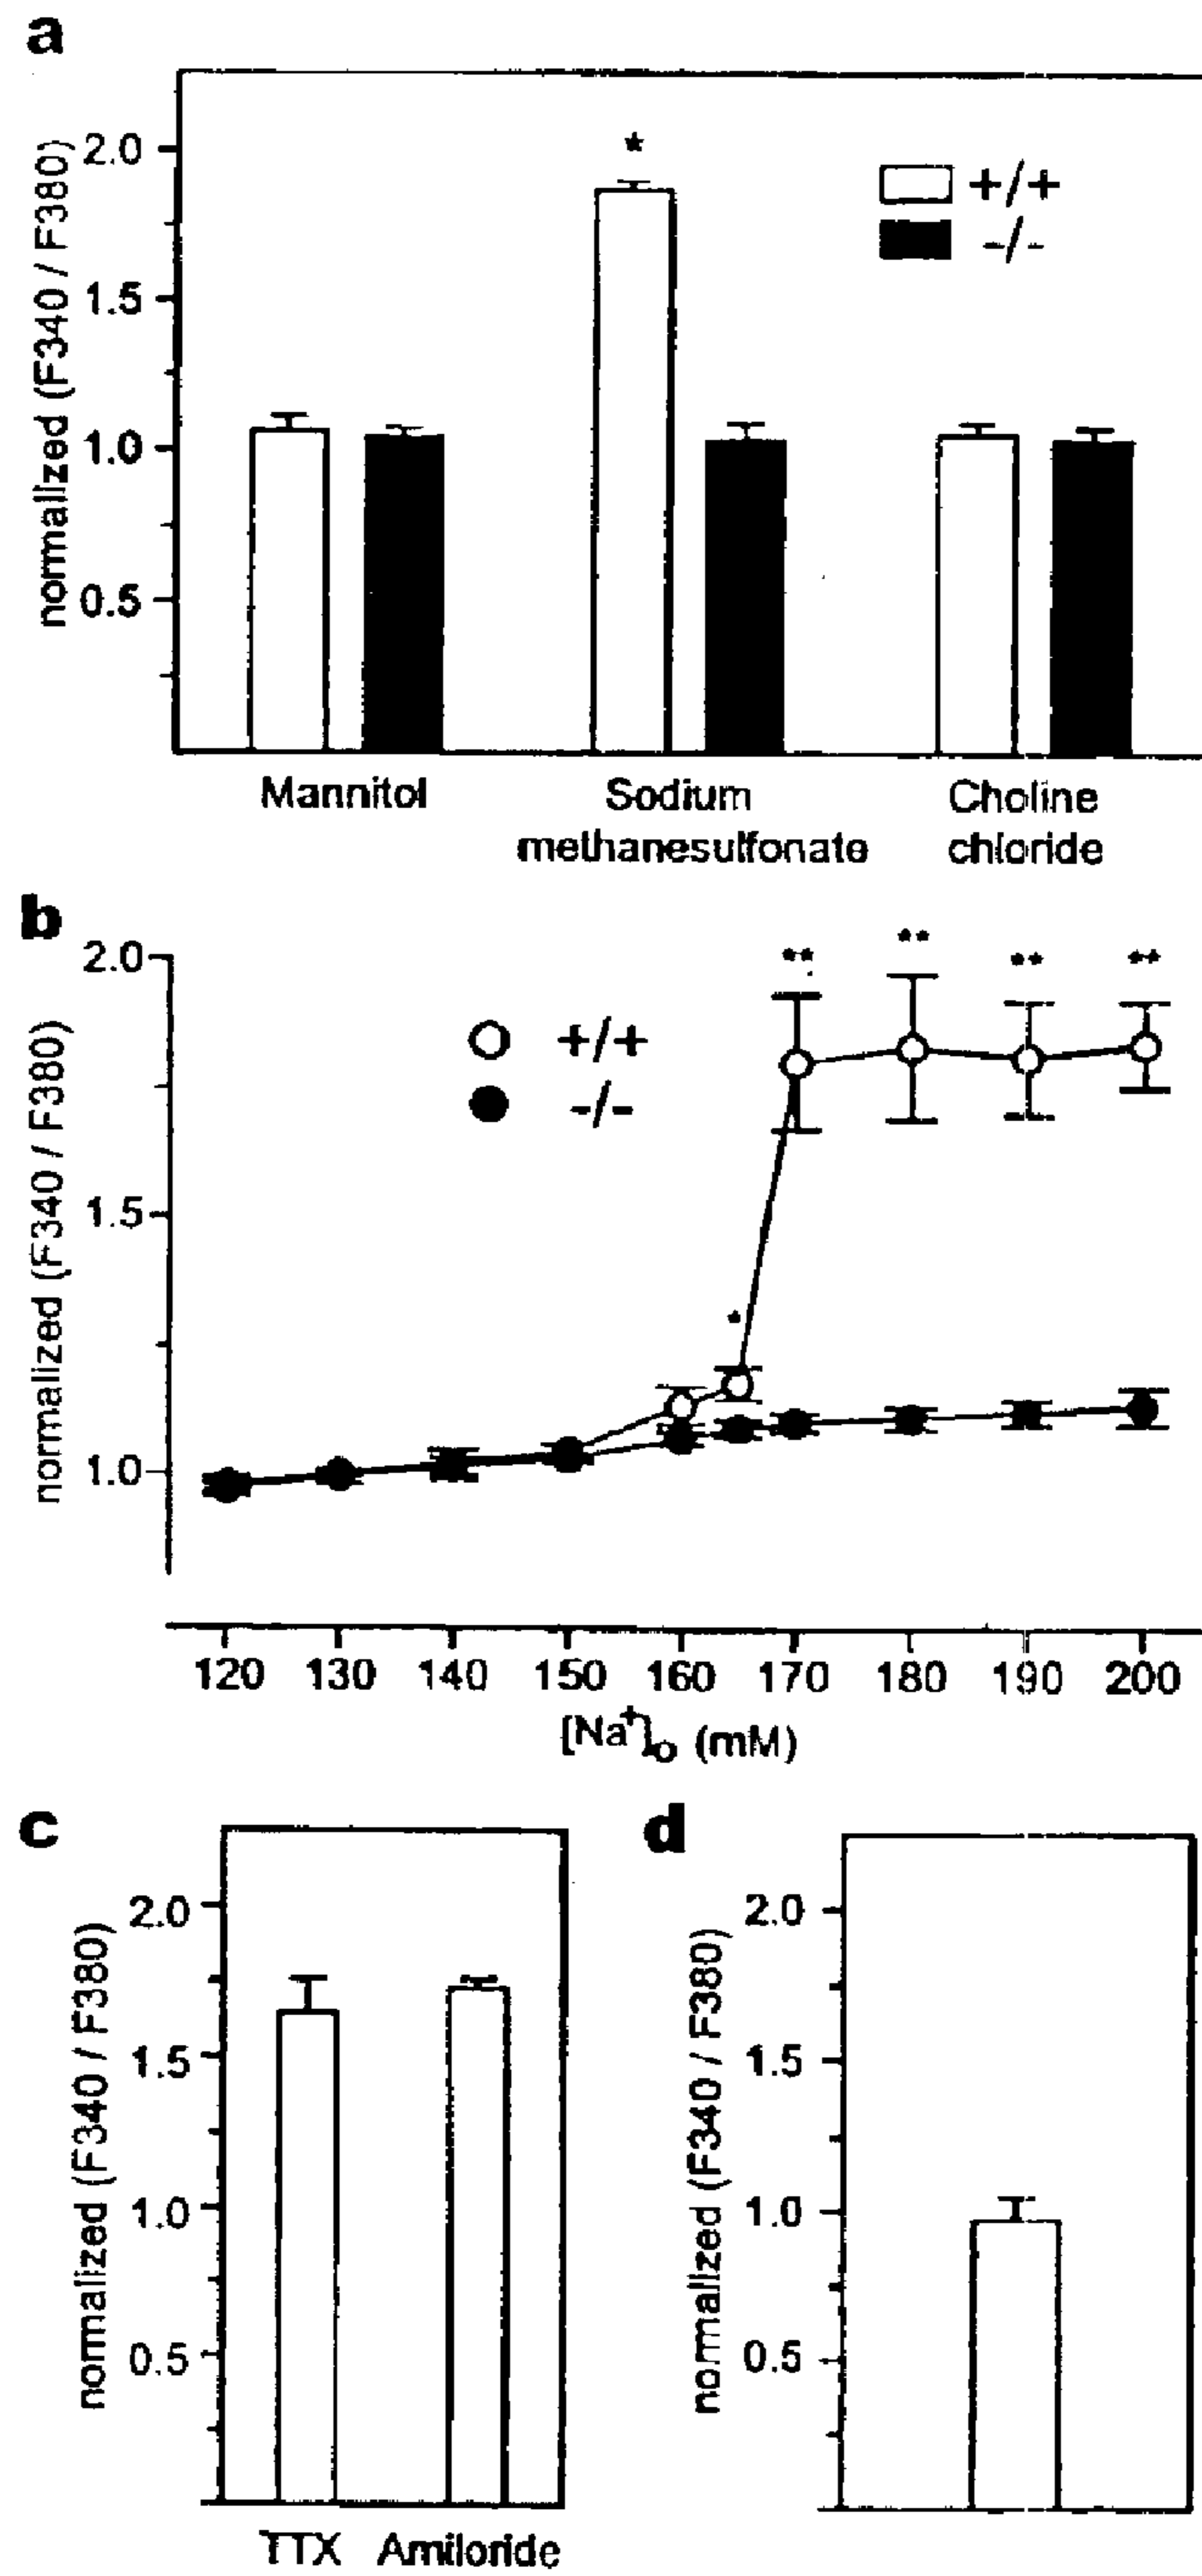 a
normalized (F340 / F380)
2.0
1.5
1.0
0.5
*
+/+
-/-
Mannitol
Sodium
methanesulfonate
Choline
chloride
b
normalized (F340 / F380)
2.0
1.5
1.0
+/+
-/-
*
**
**
**
**
120 130 140 150 160 170 180 190 200
[Na+]o (mM)
c
normalized (F340 / F380)
2.0
1.5
1.0
0.5
TTX Amiloride
d
normalized (F340 / F380)
2.0
1.5
1.0
0.5